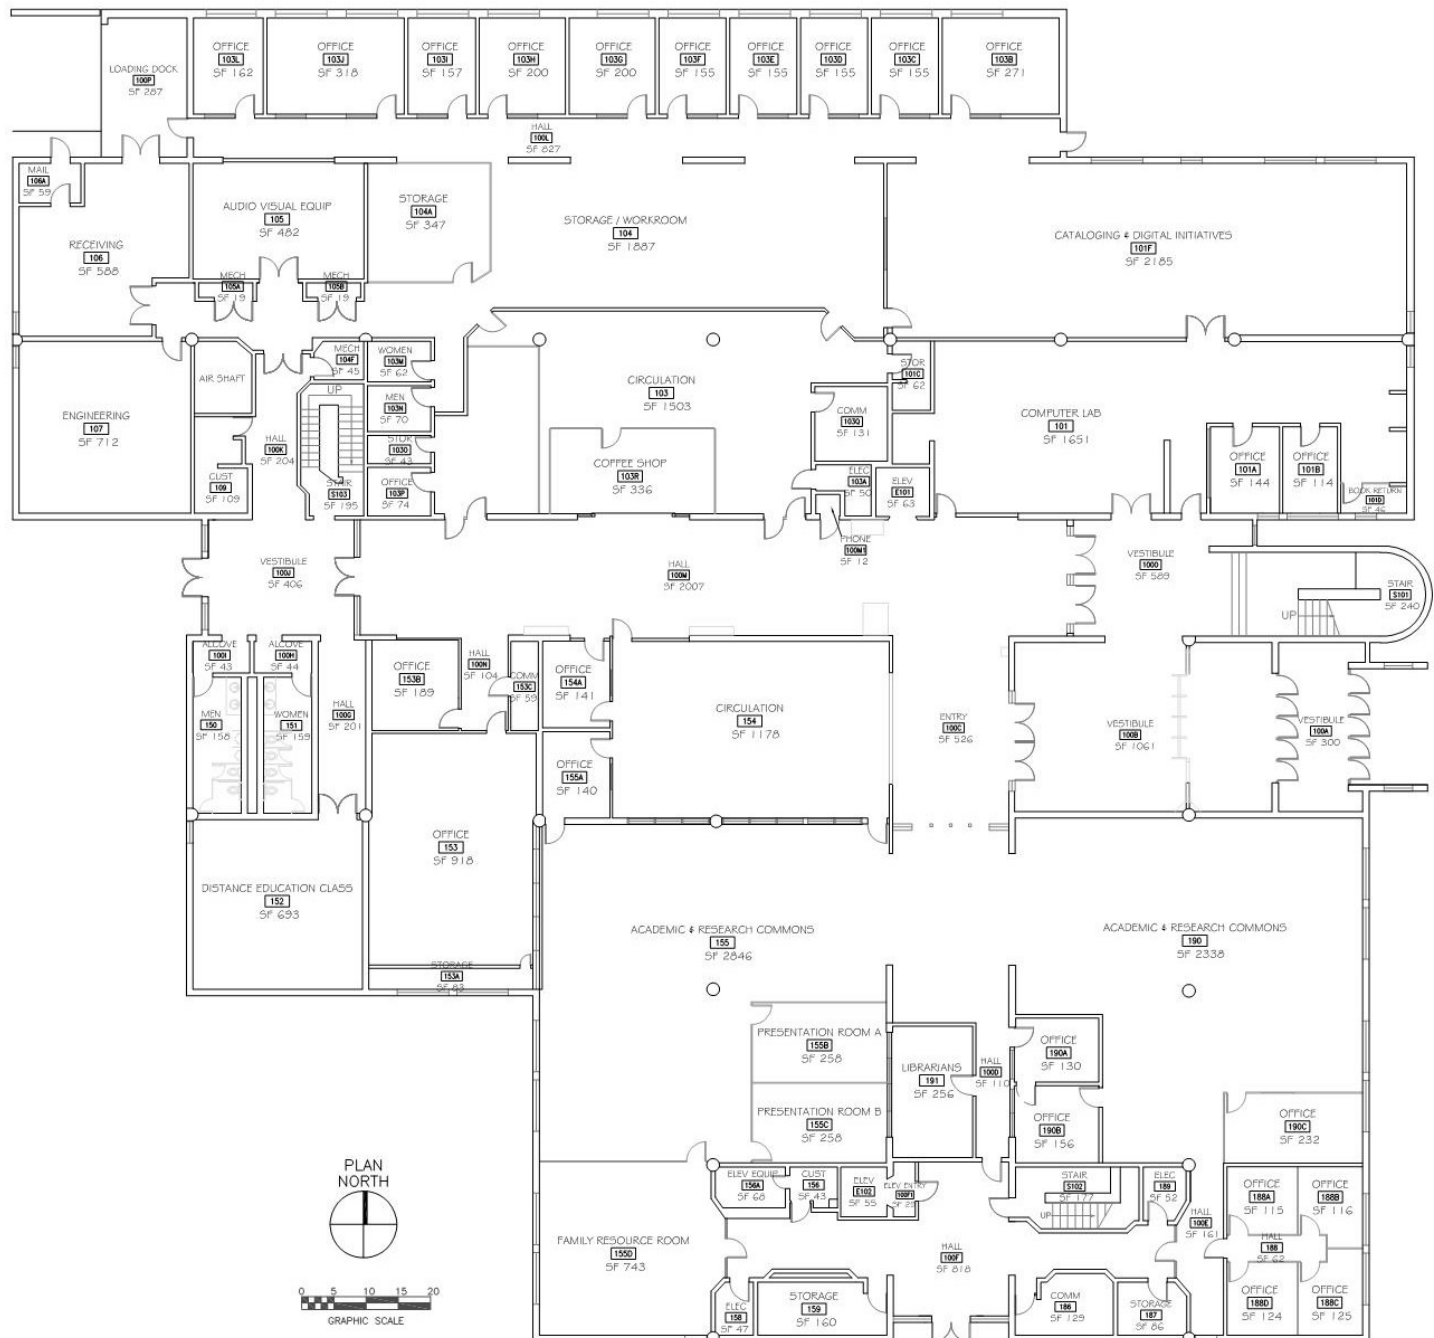 OFFICE
103L
SF 162
OFFICE
103J
SF 318
OFFICE
103I
SF 157
OFFICE
103H
SF 200
OFFICE
103G
SF 200
OFFICE
103F
SF 155
OFFICE
103E
SF 155
OFFICE
103D
SF 155
OFFICE
103C
SF 155
OFFICE
103B
SF 271
LOADING DOCK
100P
SF 287
HALL
100L
SF 827
MAIL
106A
SF 59
AUDIO VISUAL EQUIP
105
SF 482
STORAGE
104A
SF 347
STORAGE / WORKROOM
104
SF 1887
CATALOGING & DIGITAL INITIATIVES
101F
SF 2185
RECEIVING
106
SF 588
MECH
105A
SF 19
MECH
105B
SF 19
MECH
104F
SF 45
WOMEN
103M
SF 62
AIR SHAFT
UP
MEN
103N
SF 70
CIRCULATION
103
SF 1503
STOR
101C
SF 62
COMM
103Q
SF 131
COMPUTER LAB
101
SF 1651
ENGINEERING
107
SF 712
HALL
100K
SF 204
STOR
103O
SF 43
COFFEE SHOP
103R
SF 336
OFFICE
101A
SF 144
OFFICE
101B
SF 114
CUST
109
SF 109
STAIR
S103
SF 195
OFFICE
103P
SF 74
ELEC
103A
SF 50
ELEV
E101
SF 63
BOOK RETURN
101D
SF 46
PHONE
100M1
SF 12
VESTIBULE
100J
SF 406
HALL
100M
SF 2007
VESTIBULE
100O
SF 589
STAIR
S101
SF 240
UP
ALCOVE
100I
SF 43
ALCOVE
100H
SF 44
OFFICE
153B
SF 189
HALL
100N
SF 104
COMM
153C
SF 59
OFFICE
154A
SF 141
MEN
150
SF 158
WOMEN
151
SF 159
HALL
100G
SF 201
CIRCULATION
154
SF 1178
ENTRY
100C
SF 526
VESTIBULE
100B
SF 1061
VESTIBULE
100A
SF 300
OFFICE
155A
SF 140
OFFICE
153
SF 918
DISTANCE EDUCATION CLASS
152
SF 693
ACADEMIC & RESEARCH COMMONS
155
SF 2846
ACADEMIC & RESEARCH COMMONS
190
SF 2338
STORAGE
153A
SF 83
PRESENTATION ROOM A
155B
SF 258
LIBRARIANS
191
SF 256
HALL
100D
SF 110
OFFICE
190A
SF 130
PRESENTATION ROOM B
155C
SF 258
OFFICE
190B
SF 156
OFFICE
190C
SF 232
PLAN
NORTH
ELEV EQUIP
156A
SF 68
CUST
156
SF 43
ELEV
E102
SF 55
ELEV ENTRY
100F1
STAIR
S102
SF 177
UP
ELEC
189
SF 52
HALL
100E
SF 161
OFFICE
188A
SF 115
OFFICE
188B
SF 116
FAMILY RESOURCE ROOM
155D
SF 743
HALL
100F
SF 818
HALL
188
SF 62
0 5 10 15 20
GRAPHIC SCALE
ELEC
158
SF 47
STORAGE
159
SF 160
COMM
186
SF 129
STORAGE
187
SF 86
OFFICE
188D
SF 124
OFFICE
188C
SF 125